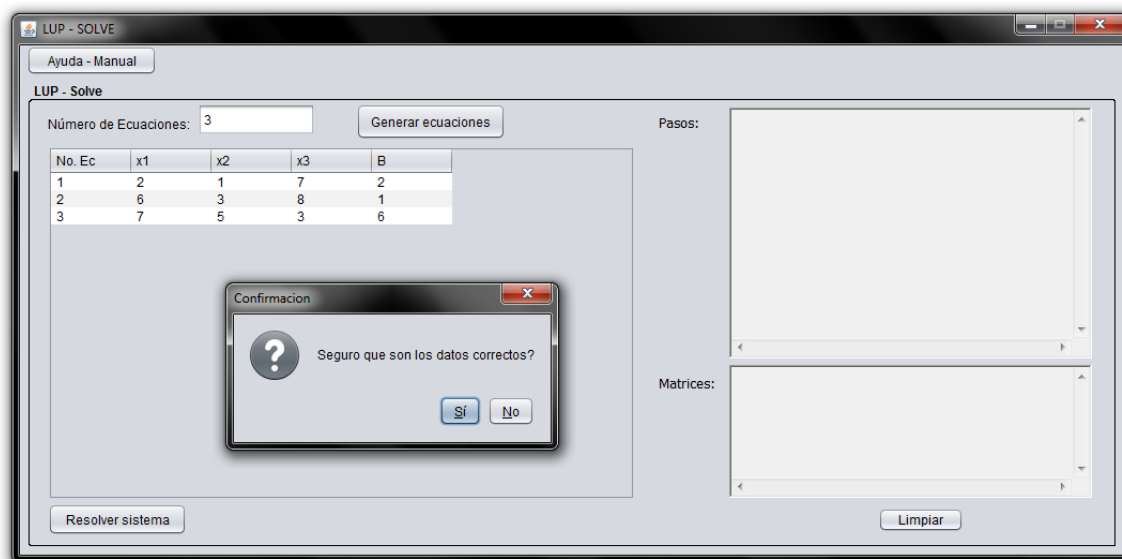 LUP - SOLVE
Ayuda - Manual
LUP - Solve
Número de Ecuaciones: 3 Generar ecuaciones Pasos:
No. Ec x1 x2 x3 B
1 2 1 7 2
2 6 3 8 1
3 7 5 3 6
Confirmacion
Seguro que son los datos correctos?
Sí No
Matrices:
Resolver sistema Limpiar